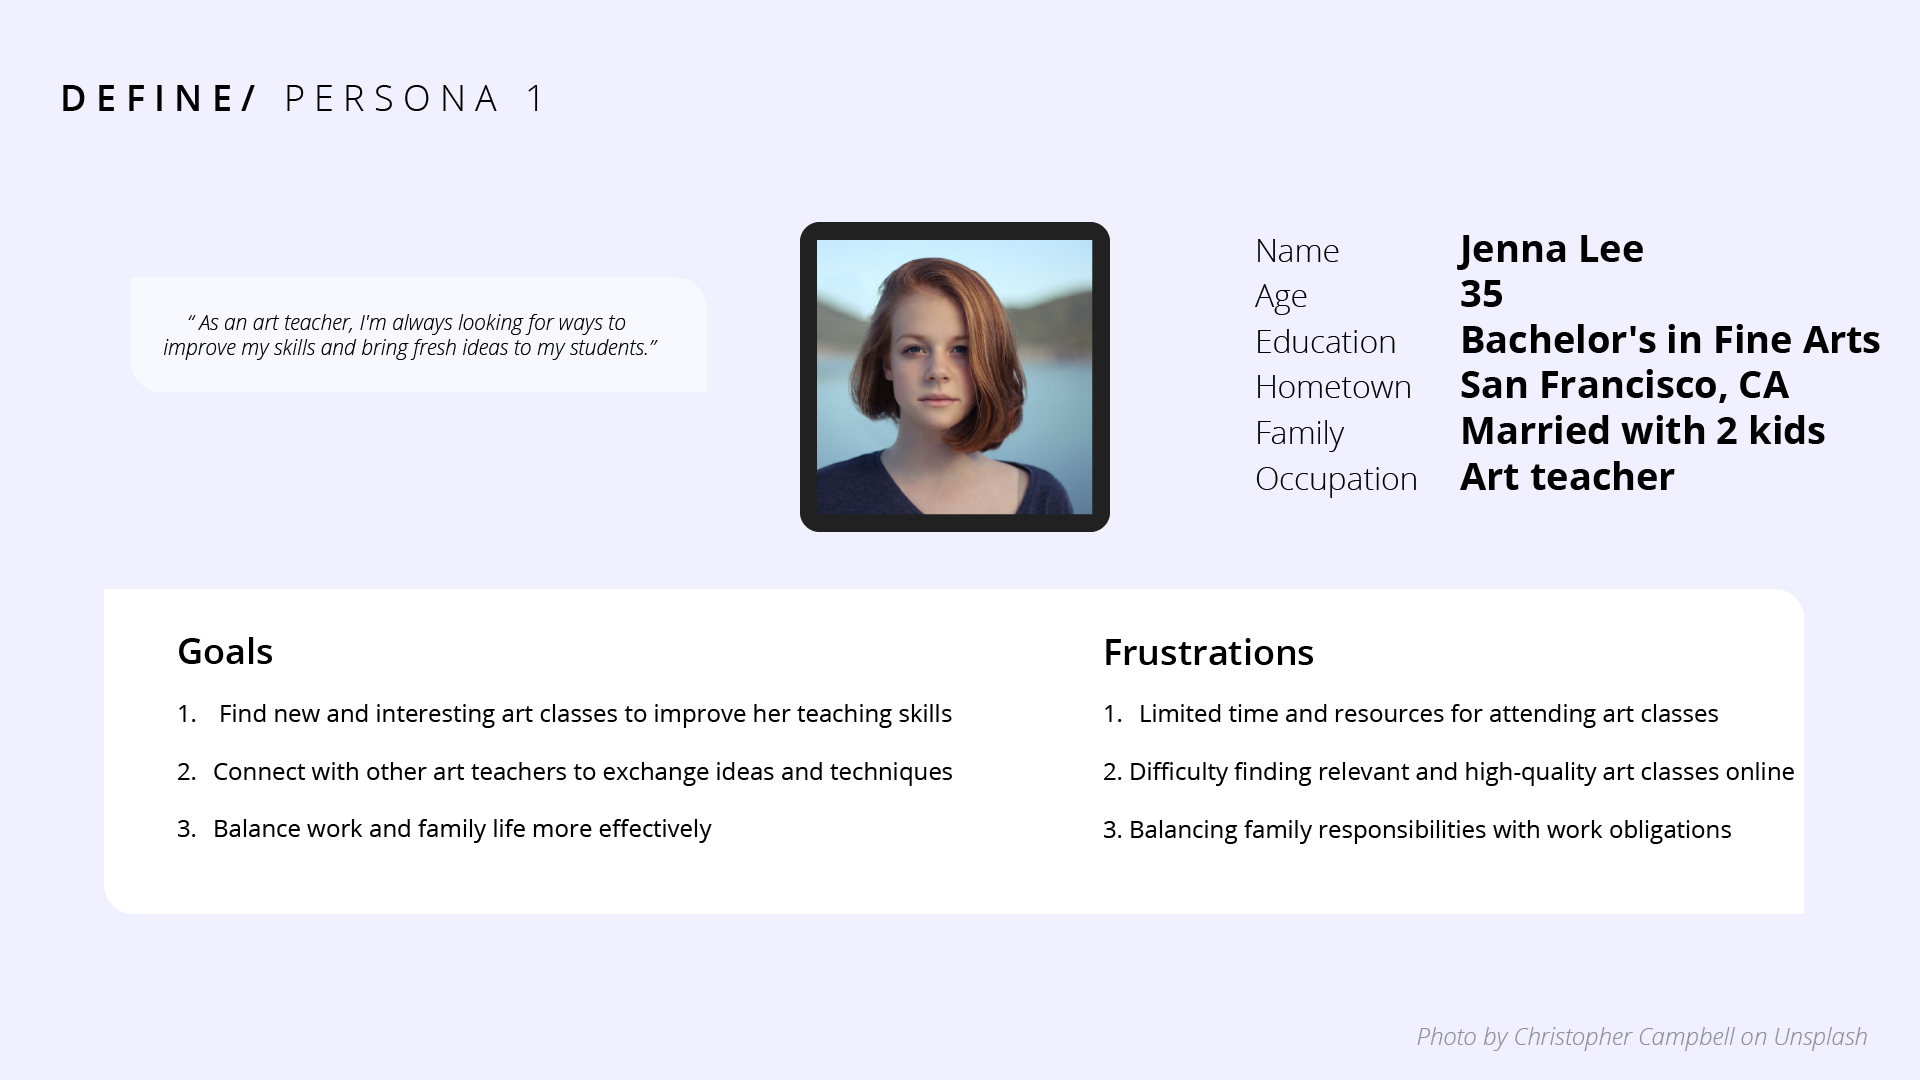 DEFINE/ PERSONA 1
“ As an art teacher, I'm always looking for ways to
improve my skills and bring fresh ideas to my students.”
Name Jenna Lee
Age 35
Education Bachelor's in Fine Arts
Hometown San Francisco, CA
Family Married with 2 kids
Occupation Art teacher
Goals
1. Find new and interesting art classes to improve her teaching skills
2. Connect with other art teachers to exchange ideas and techniques
3. Balance work and family life more effectively
Frustrations
1. Limited time and resources for attending art classes
2. Difficulty finding relevant and high-quality art classes online
3. Balancing family responsibilities with work obligations
Photo by Christopher Campbell on Unsplash